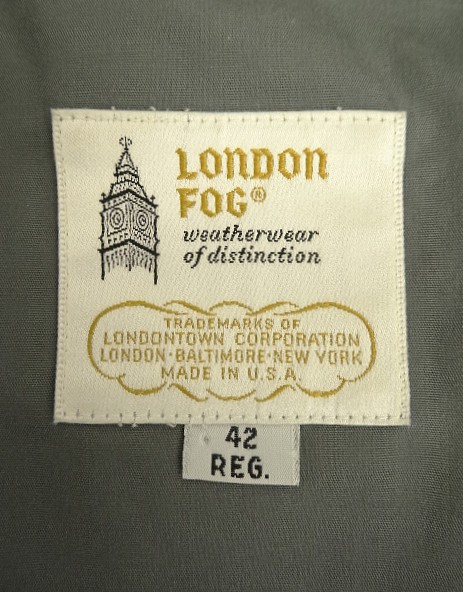 LONDON
FOG®
weatherwear
of distinction
TRADEMARKS OF
LONDONTOWN CORPORATION
LONDON·BALTIMORE·NEW YORK
MADE IN U.S.A.
42
REG.